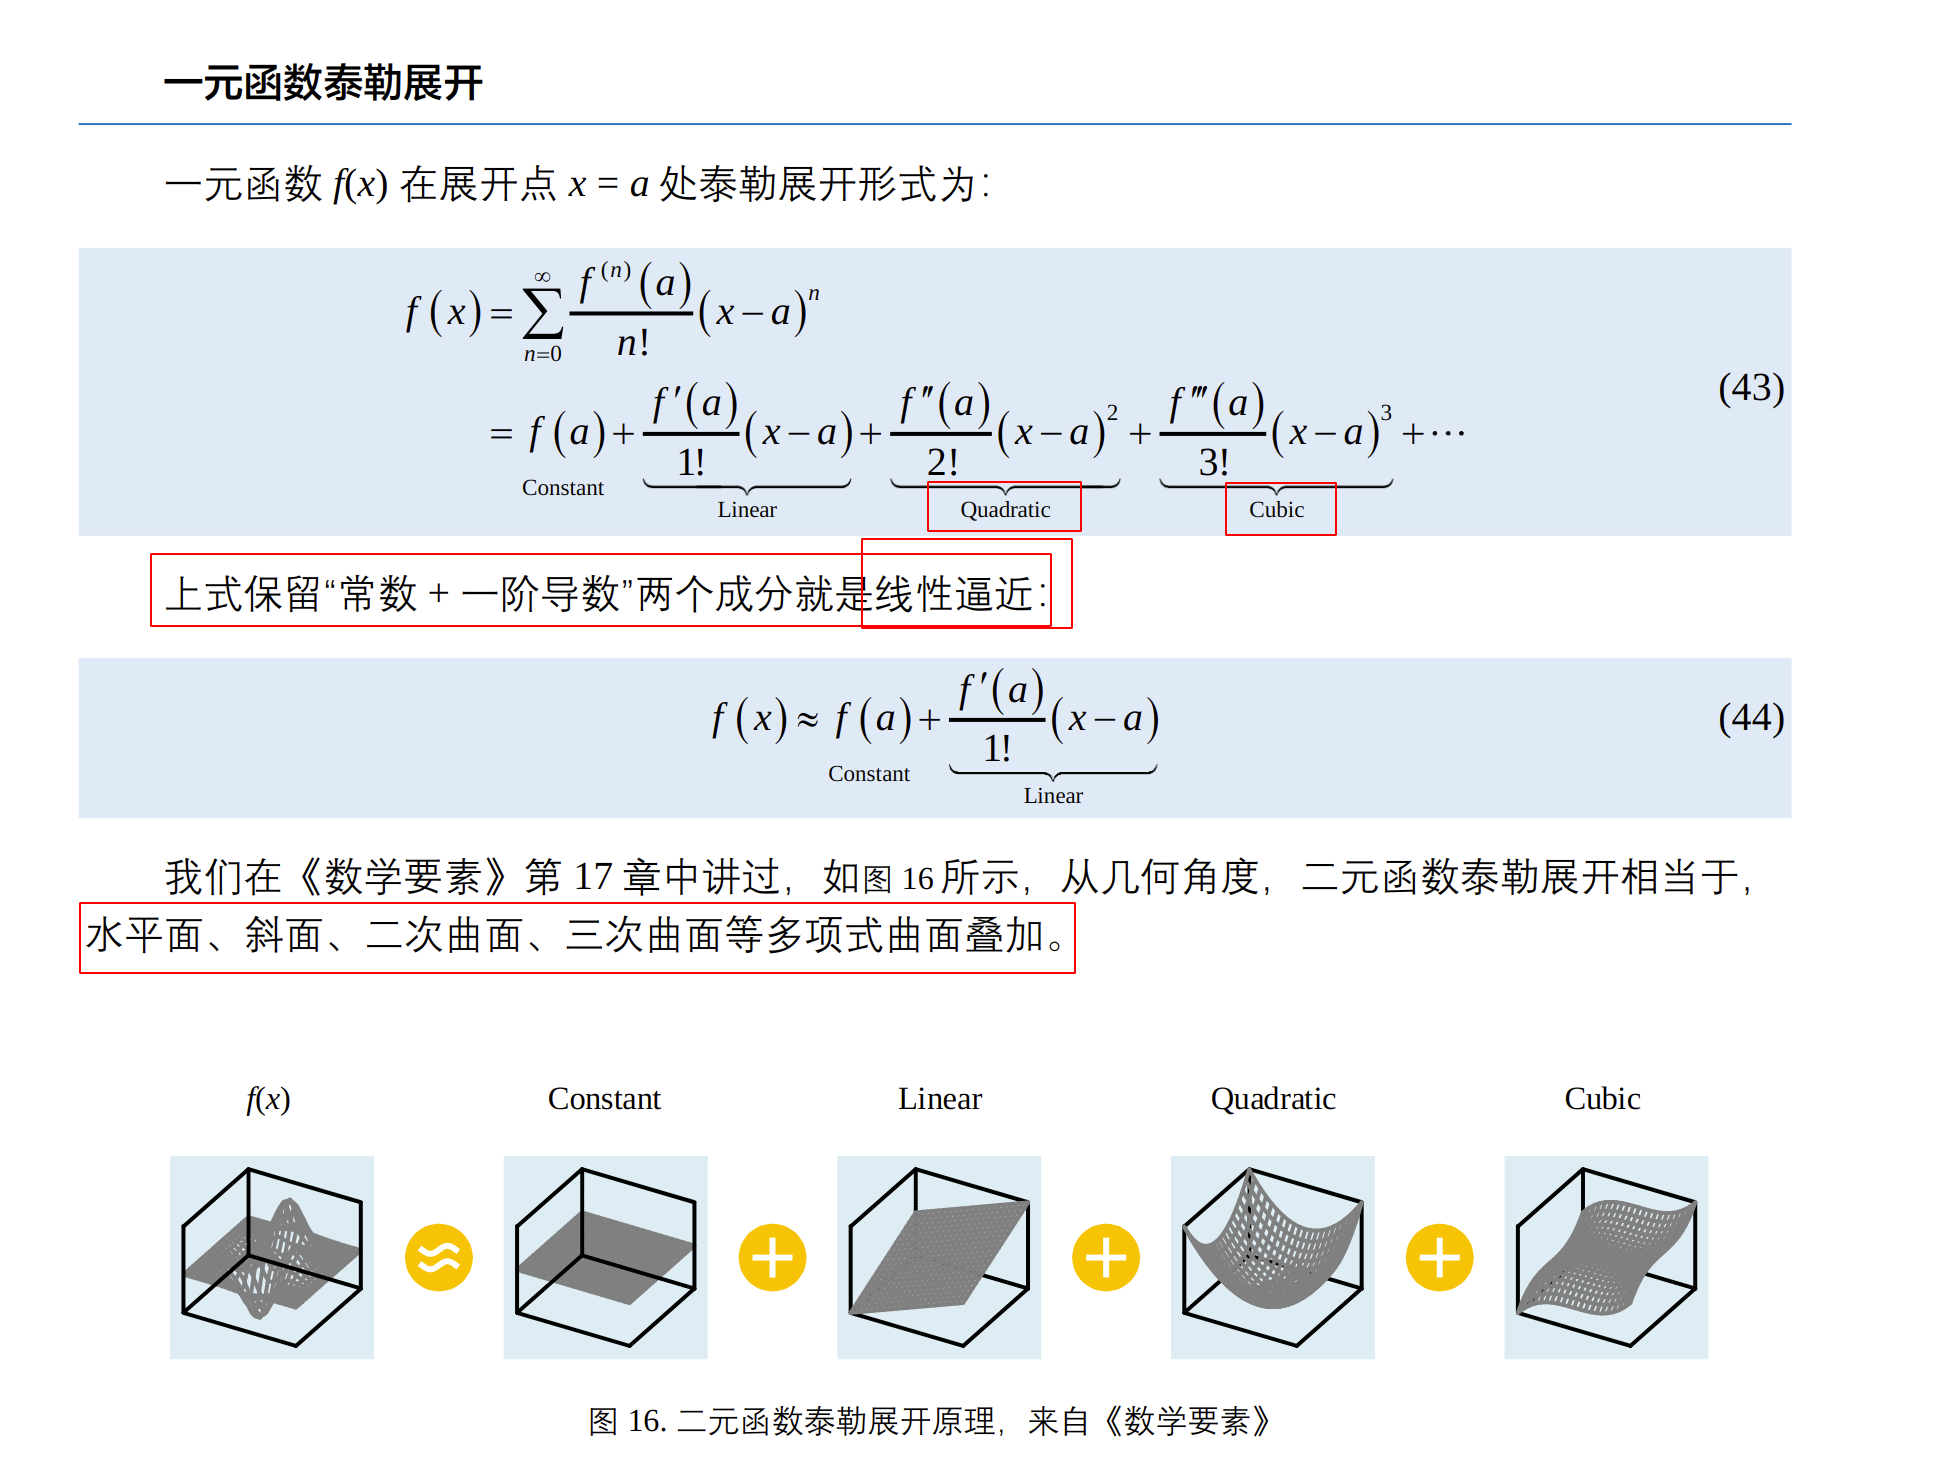 一元函数泰勒展开
一元函数 f(x) 在展开点 x = a 处泰勒展开形式为：
f(x) = ∑_{n=0}^{∞} \frac{f^{(n)}(a)}{n!}(x−a)^n
= f(a) + \frac{f′(a)}{1!}(x−a) + \frac{f″(a)}{2!}(x−a)^2 + \frac{f‴(a)}{3!}(x−a)^3 + ⋯
(43)
Constant Linear Quadratic Cubic
上式保留“常数 + 一阶导数”两个成分就是线性逼近：
f(x) ≈ f(a) + \frac{f′(a)}{1!}(x−a) (44)
Constant Linear
我们在《数学要素》第 17 章中讲过，如图 16 所示，从几何角度，二元函数泰勒展开相当于，
水平面、斜面、二次曲面、三次曲面等多项式曲面叠加。
f(x) Constant Linear Quadratic Cubic
≈ + + +
图 16. 二元函数泰勒展开原理，来自《数学要素》